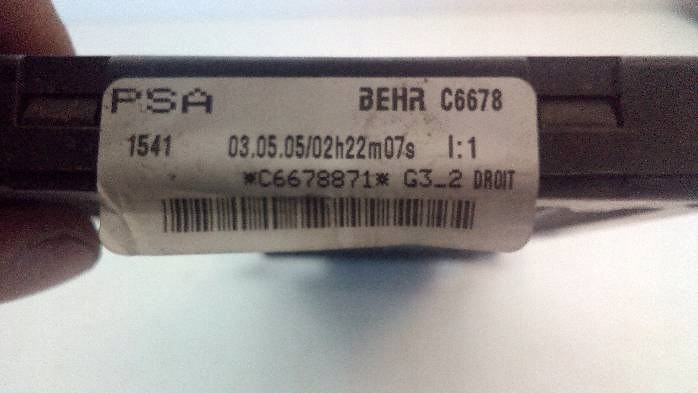 PSA BEHR C6678
1541 03.05.05/02h22m07s I:1
*C6678871* G3_2 DROIT